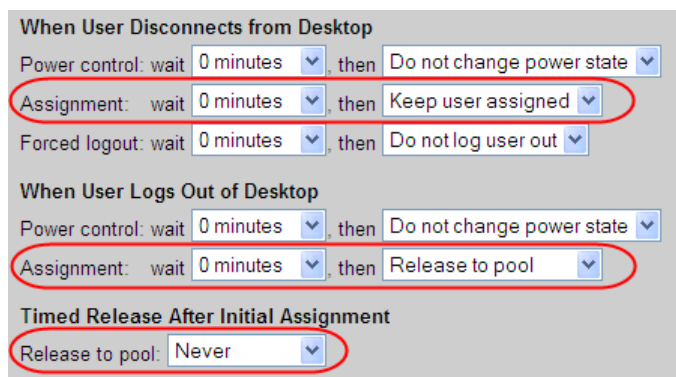 When User Disconnects from Desktop
Power control: wait 0 minutes , then Do not change power state
Assignment: wait 0 minutes , then Keep user assigned
Forced logout: wait 0 minutes , then Do not log user out
When User Logs Out of Desktop
Power control: wait 0 minutes , then Do not change power state
Assignment: wait 0 minutes , then Release to pool
Timed Release After Initial Assignment
Release to pool: Never